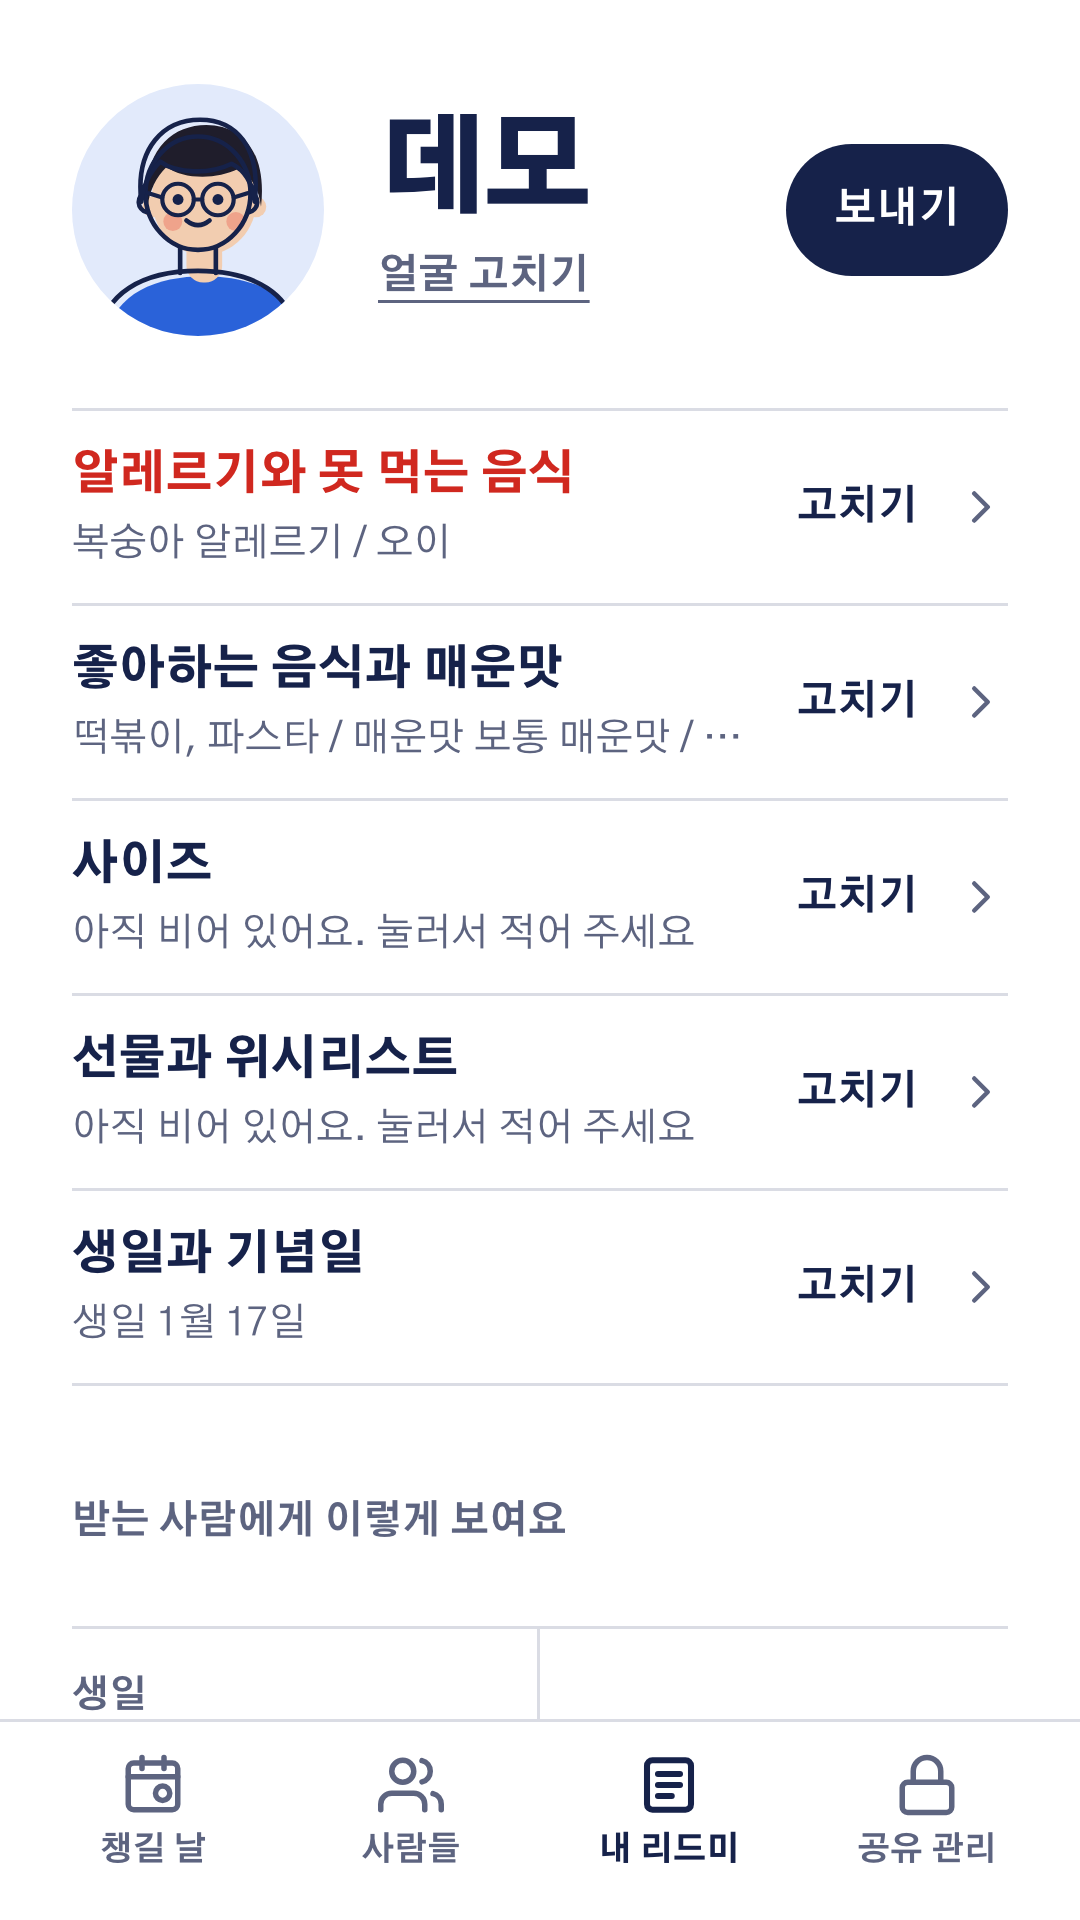 데모
얼굴 고치기
보내기
알레르기와 못 먹는 음식
복숭아 알레르기 / 오이
고치기
좋아하는 음식과 매운맛
떡볶이, 파스타 / 매운맛 보통 매운맛 / ···
고치기
사이즈
아직 비어 있어요. 눌러서 적어 주세요
고치기
선물과 위시리스트
아직 비어 있어요. 눌러서 적어 주세요
고치기
생일과 기념일
생일 1월 17일
고치기
받는 사람에게 이렇게 보여요
생일
챙길 날
사람들
내 리드미
공유 관리